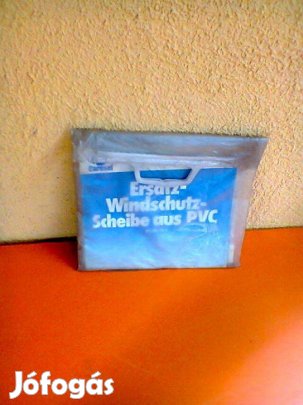 Ersatz-
Windschutz-
Scheibe aus PVC
Jófogás